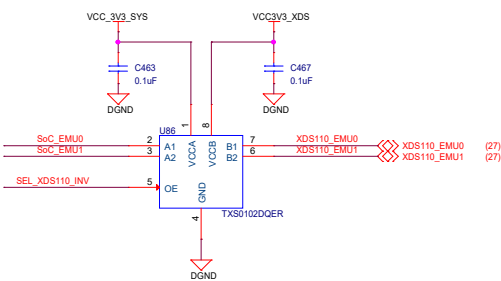 VCC_3V3_SYS
VCC3V3_XDS
C463
0.1uF
C467
0.1uF
DGND
DGND
U86
1
8
VCCA
VCCB
SoC_EMU0
2
A1
B1
7
XDS110_EMU0
XDS110_EMU0
(27)
SoC_EMU1
3
A2
B2
6
XDS110_EMU1
XDS110_EMU1
(27)
SEL_XDS110_INV
5
OE
GND
4
TXS0102DQER
DGND